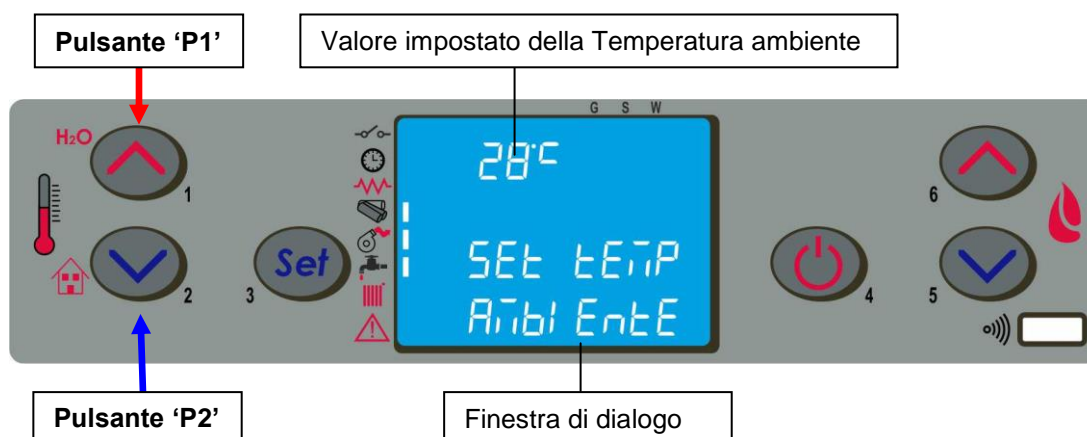 Pulsante ‘P1’
Valore impostato della Temperatura ambiente
G S W
H2O
28°C
1
6
SEt tEmP
Set
3
2
4
5
AmbiEntE
Pulsante ‘P2’
Finestra di dialogo